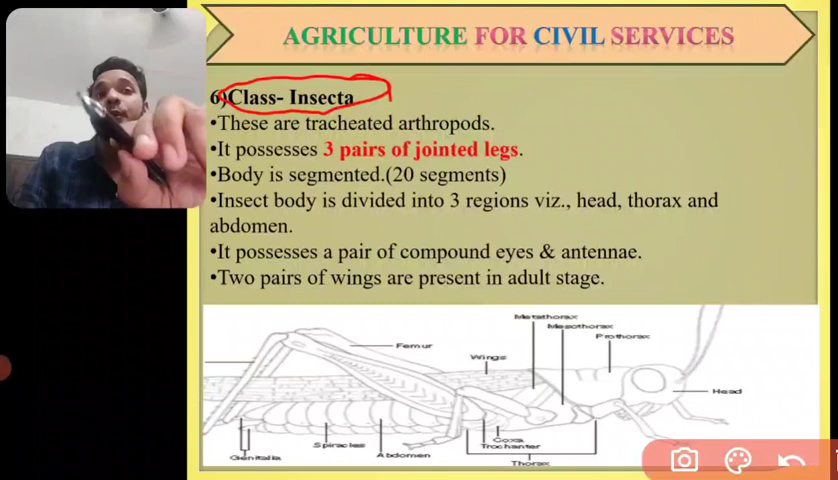 AGRICULTURE FOR CIVIL SERVICES
6)Class- Insecta
•These are tracheated arthropods.
•It possesses 3 pairs of jointed legs.
•Body is segmented.(20 segments)
•Insect body is divided into 3 regions viz., head, thorax and
abdomen.
•It possesses a pair of compound eyes & antennae.
•Two pairs of wings are present in adult stage.
Metathorax
Mesothorax
Prothorax
Femur
Wings
Head
Genitalia
Spiracles
Abdomen
Coxa
Trochanter
Thorax